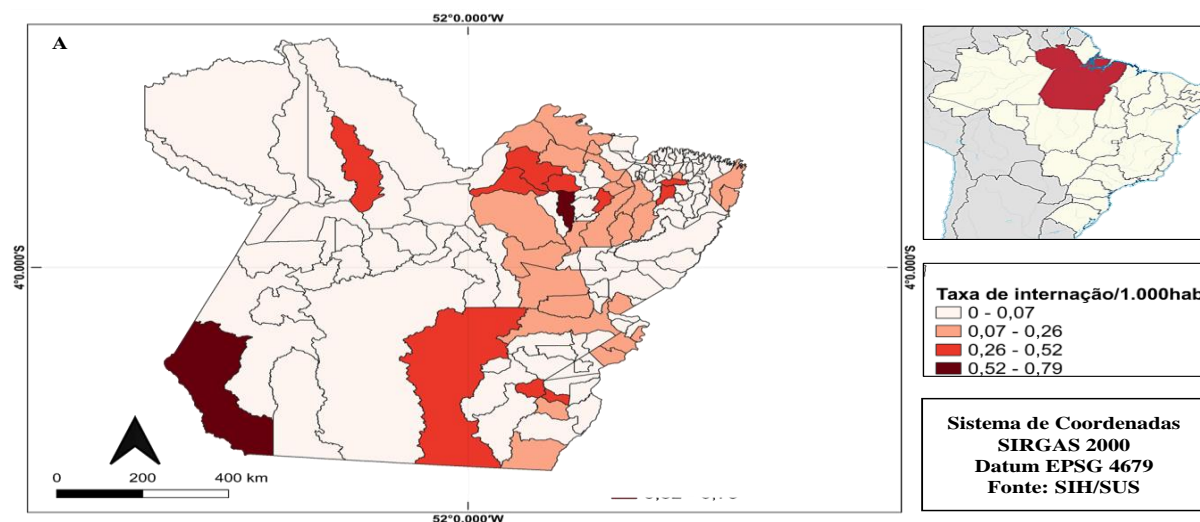 52°0.000'W
A
4°0.000'S
4°0.000'S
0 200 400 km
52°0.000'W
Taxa de internação/1.000hab
0 - 0,07
0,07 - 0,26
0,26 - 0,52
0,52 - 0,79
Sistema de Coordenadas
SIRGAS 2000
Datum EPSG 4679
Fonte: SIH/SUS